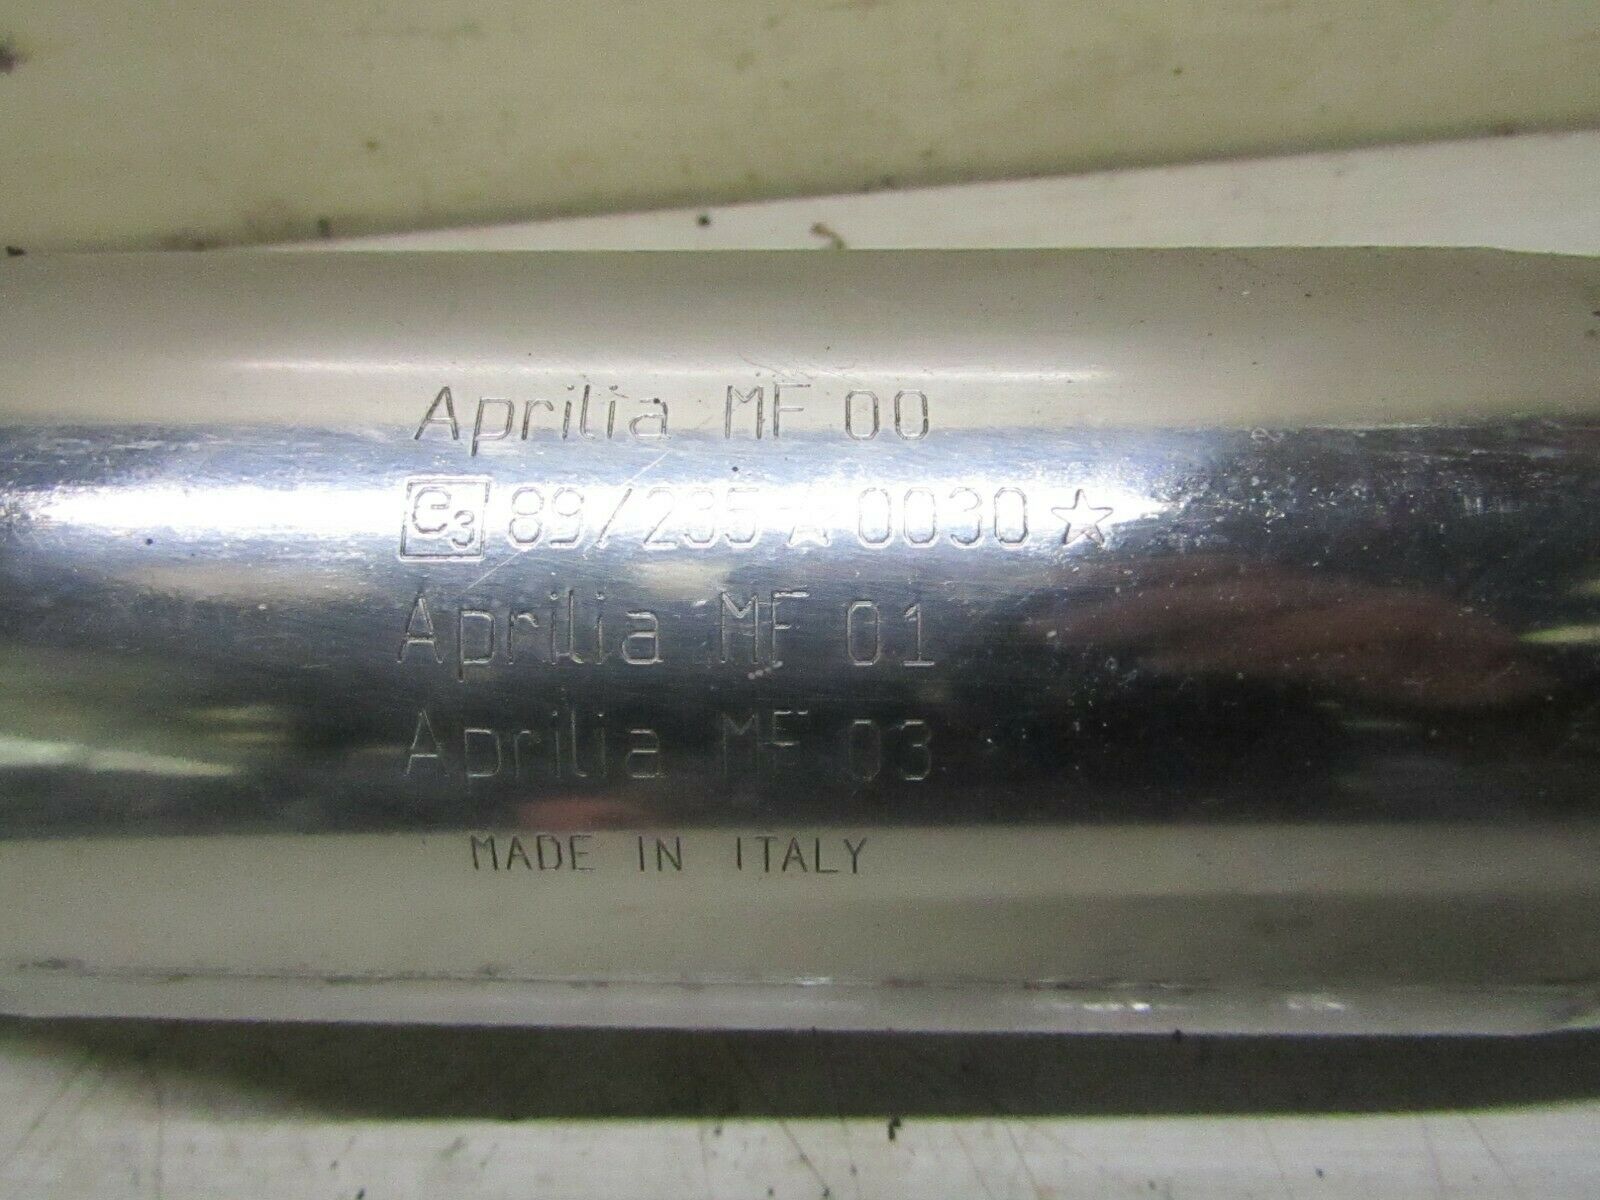 Aprilia MF 00
e3 89/235☆0030☆
Aprilia MF 01
Aprilia MF 03
MADE IN ITALY